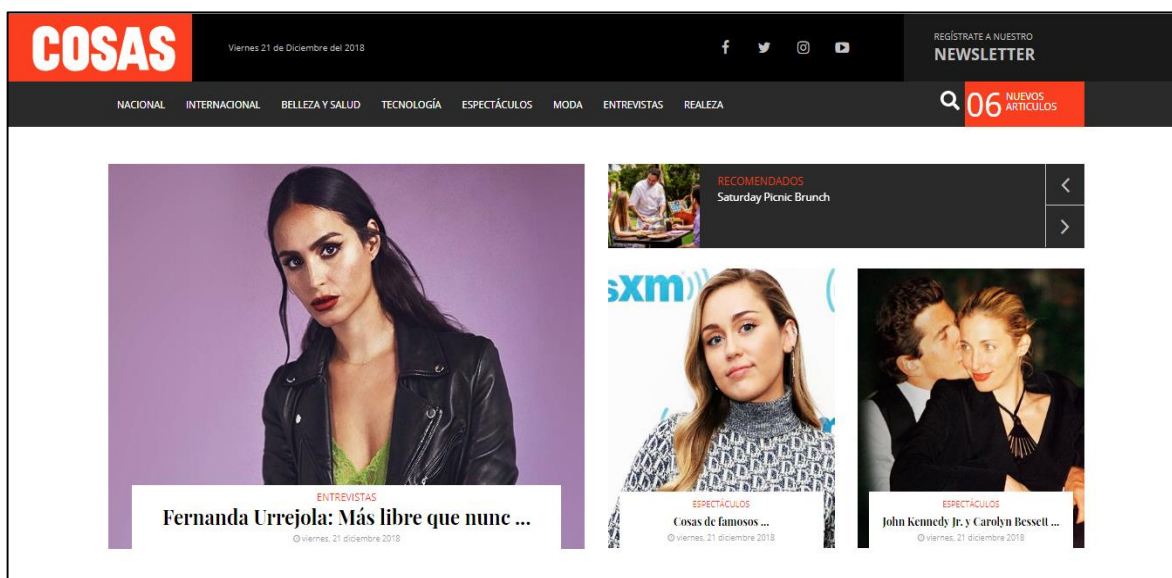 COSAS
Viernes 21 de Diciembre del 2018
REGÍSTRATE A NUESTRO
NEWSLETTER
NACIONAL INTERNACIONAL BELLEZA Y SALUD TECNOLOGÍA ESPECTÁCULOS MODA ENTREVISTAS REALEZA
06 NUEVOS
ARTICULOS
RECOMENDADOS
Saturday Picnic Brunch
sxm
ENTREVISTAS
Fernanda Urrejola: Más libre que nunc ...
viernes, 21 diciembre 2018
ESPECTÁCULOS
Cosas de famosos ...
viernes, 21 diciembre 2018
ESPECTÁCULOS
John Kennedy Jr. y Carolyn Bessett ...
viernes, 21 diciembre 2018